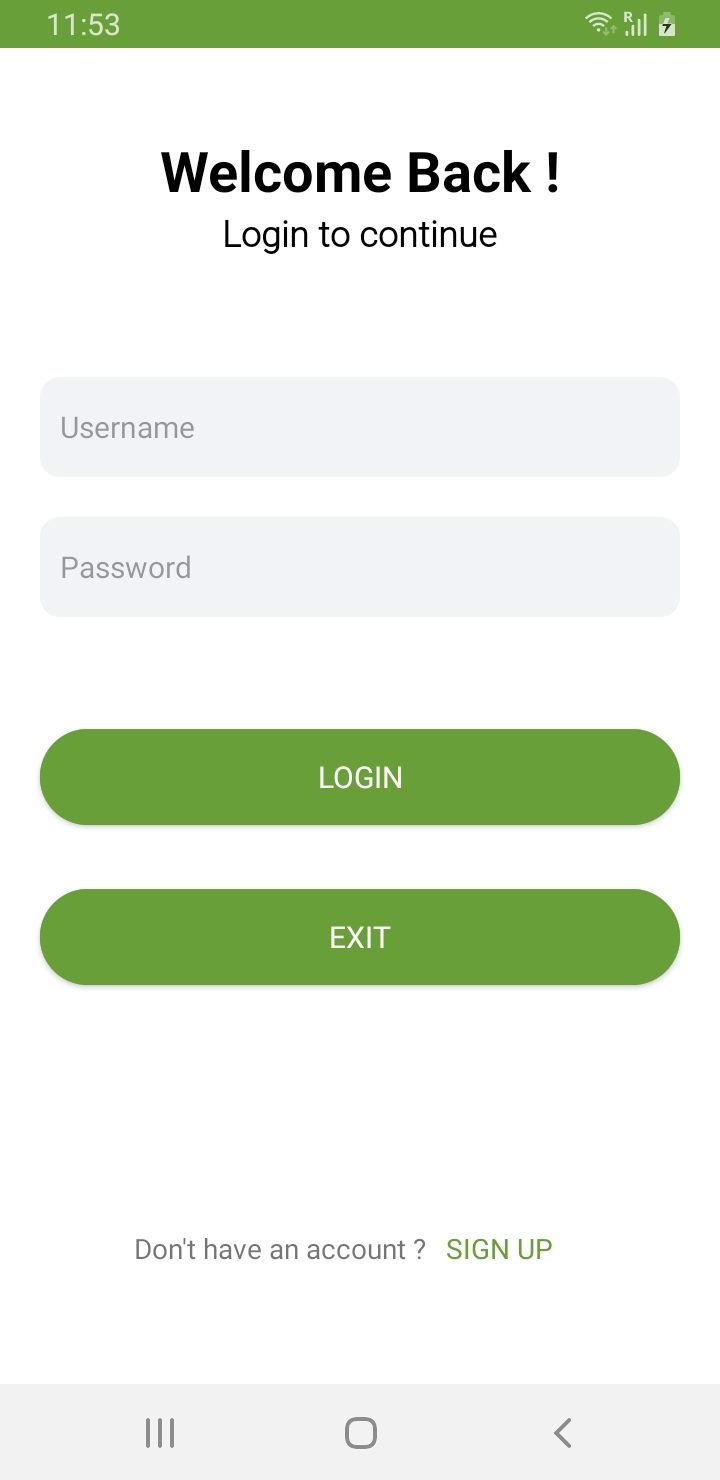 11:53
R
Welcome Back !
Login to continue
Username
Password
LOGIN
EXIT
Don't have an account ? SIGN UP